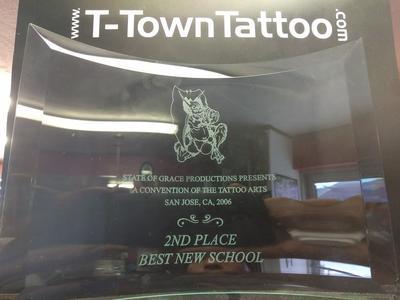 www.T-TownTattoo.com
STATE OF GRACE PRODUCTIONS PRESENTS
A CONVENTION OF THE TATTOO ARTS
SAN JOSE, CA, 2006
2ND PLACE
BEST NEW SCHOOL